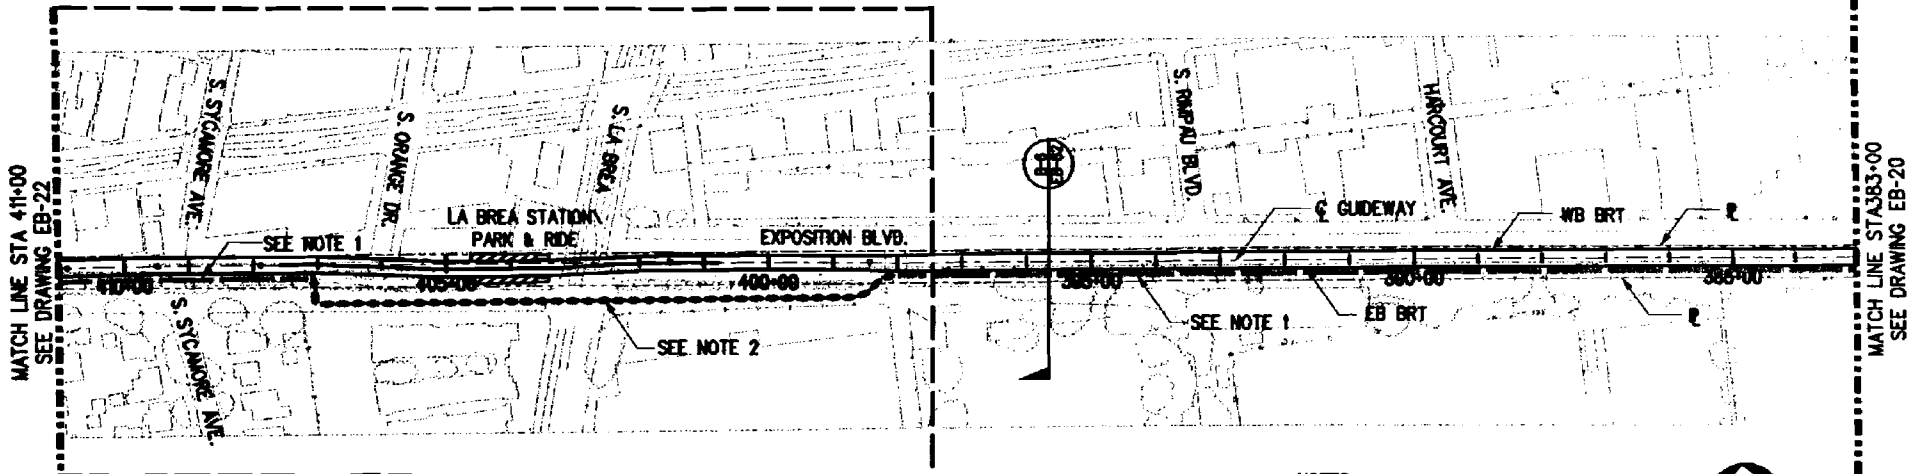 MATCH LINE STA 411+00
SEE DRAWING EB-22
S. SYCAMORE AVE.
S. ORANGE DR.
S. LA BREA
S. RIMPAU BLVD.
HARCOURT AVE.
LA BREA STATION
PARK & RIDE
EXPOSITION BLVD.
SEE NOTE 1
℄ GUIDEWAY
WB BRT
410+00
405+00
400+00
395+00
390+00
385+00
S. SYCAMORE AVE.
SEE NOTE 2
SEE NOTE 1
EB BRT
MATCH LINE STA383+00
SEE DRAWING EB-20